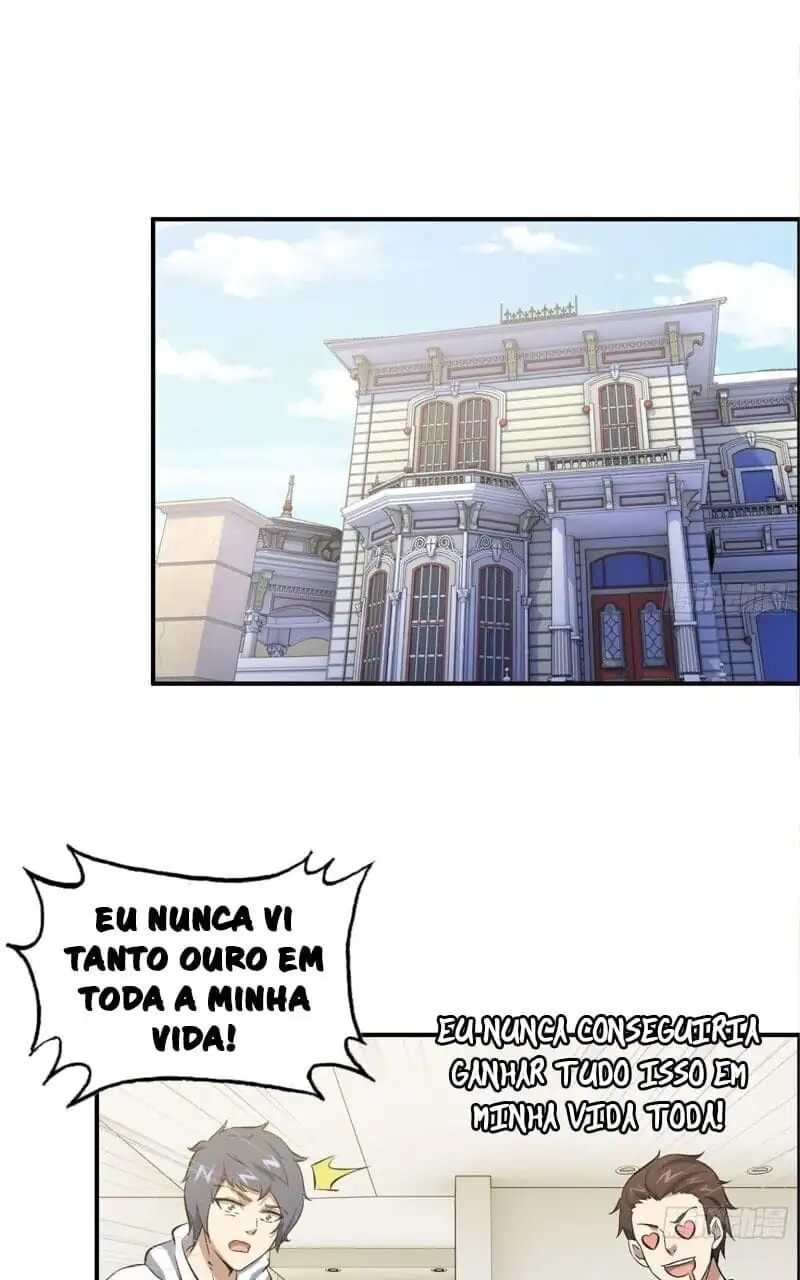 EU NUNCA VI
TANTO OURO EM
TODA A MINHA
VIDA!
EU NUNCA CONSEGUIRIA
GANHAR TUDO ISSO EM
MINHA VIDA TODA!